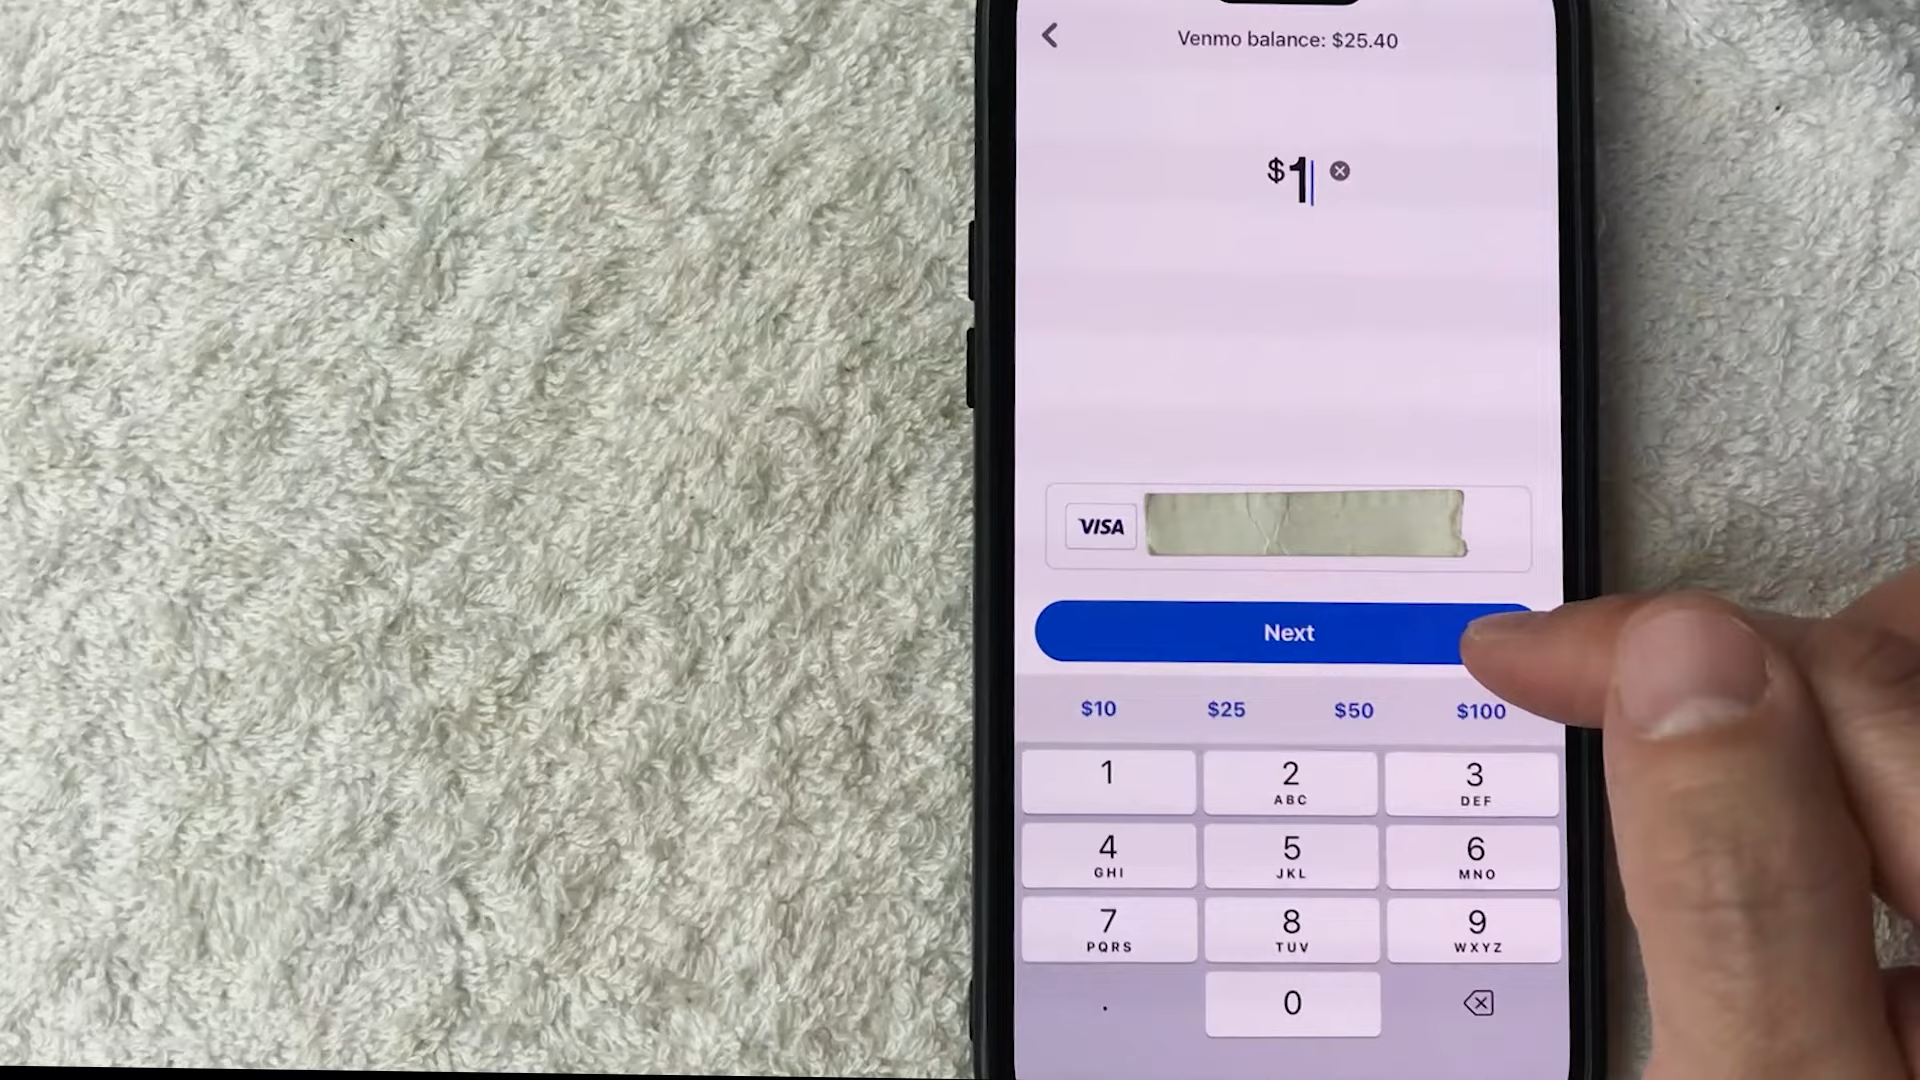 Venmo balance: $25.40
$1
VISA
Next
$10 $25 $50 $100
1 2 3
ABC DEF
4 5 6
GHI JKL MNO
7 8 9
PQRS TUV WXYZ
. 0